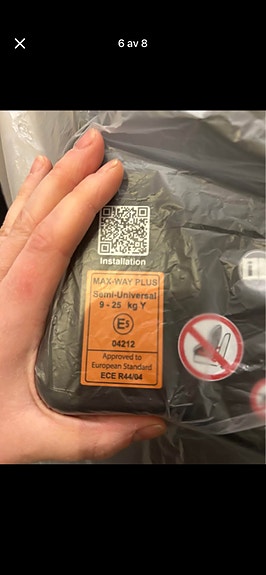 6 av 8
Installation
MAX-WAY PLUS
Semi-Universal
9 - 25 kg Y
E5
04212
Approved to
European Standard
ECE R44/04